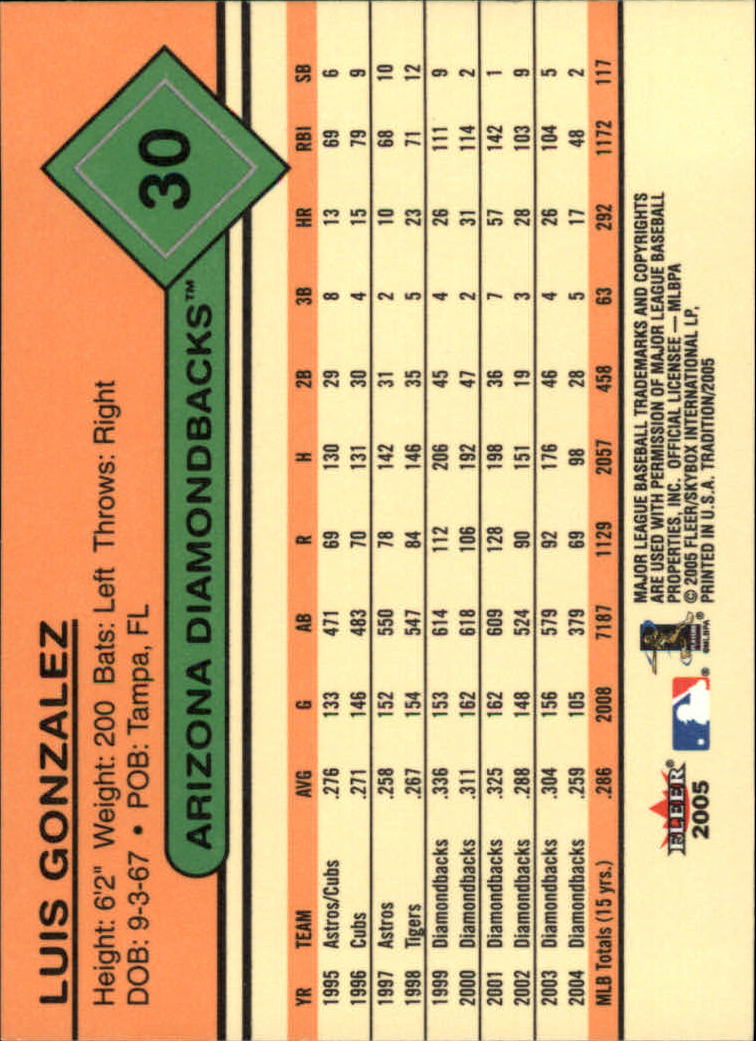 LUIS GONZALEZ
Height: 6'2" Weight: 200 Bats: Left Throws: Right
DOB: 9-3-67 • POB: Tampa, FL
30
ARIZONA DIAMONDBACKS™
YR TEAM AVG G AB R H 2B 3B HR RBI SB
1995 Astros/Cubs .276 133 471 69 130 29 8 13 69 6
1996 Cubs .271 146 483 70 131 30 4 15 79 9
1997 Astros .258 152 550 78 142 31 2 10 68 10
1998 Tigers .267 154 547 84 146 35 5 23 71 12
1999 Diamondbacks .336 153 614 112 206 45 4 26 111 9
2000 Diamondbacks .311 162 618 106 192 47 2 31 114 2
2001 Diamondbacks .325 162 609 128 198 36 7 57 142 1
2002 Diamondbacks .288 148 524 90 151 19 3 28 103 9
2003 Diamondbacks .304 156 579 92 176 46 4 26 104 5
2004 Diamondbacks .259 105 379 69 98 28 5 17 48 2
MLB Totals (15 yrs.) .286 2008 7187 1129 2057 458 63 292 1172 117
FLEER®
2005
®
©MLBPA
MAJOR LEAGUE BASEBALL TRADEMARKS AND COPYRIGHTS
ARE USED WITH PERMISSION OF MAJOR LEAGUE BASEBALL
PROPERTIES, INC. OFFICIAL LICENSEE — MLBPA
© 2005 FLEER/SKYBOX INTERNATIONAL LP,
PRINTED IN U.S.A. TRADITION/2005